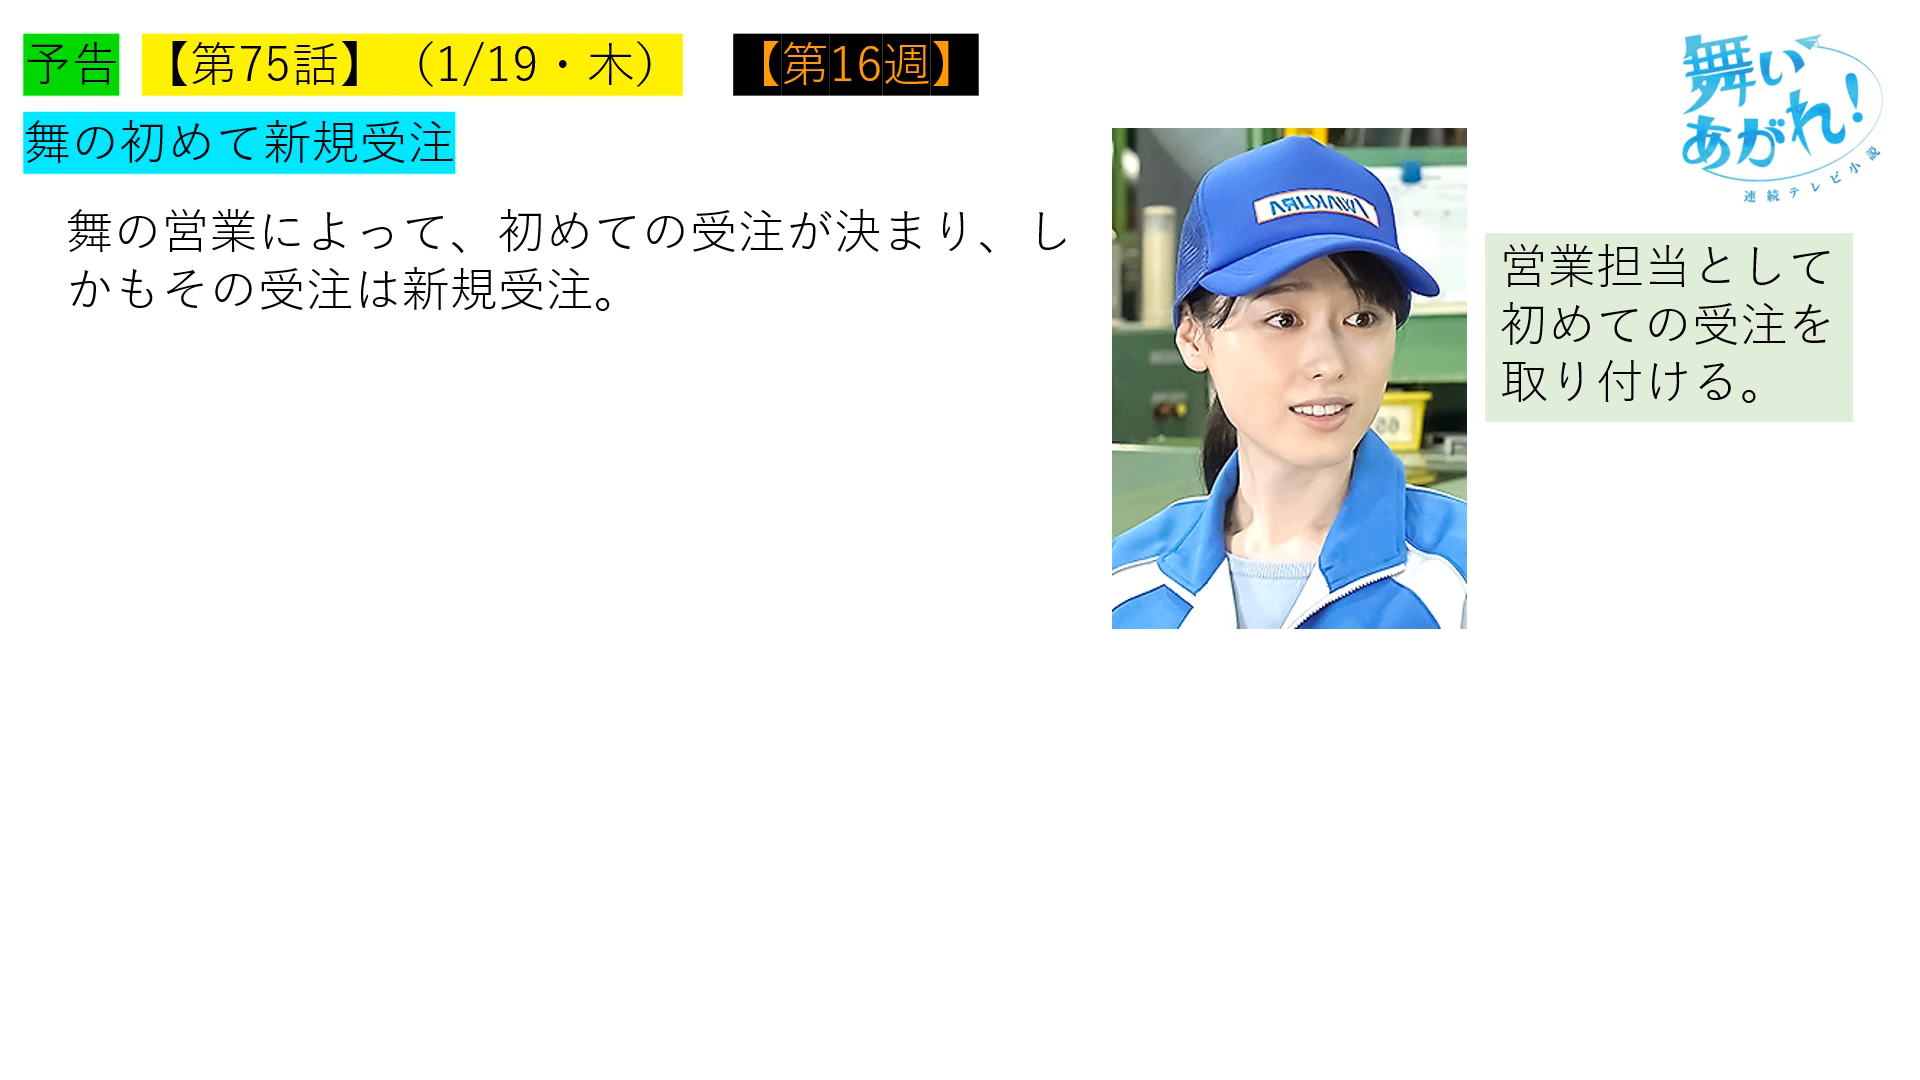 予告 【第75話】（1/19・木） 【第16週】
舞の初めて新規受注
舞の営業によって、初めての受注が決まり、し
かもその受注は新規受注。
IWAKURA
営業担当として
初めての受注を
取り付ける。
舞い
あがれ！
連続テレビ小説